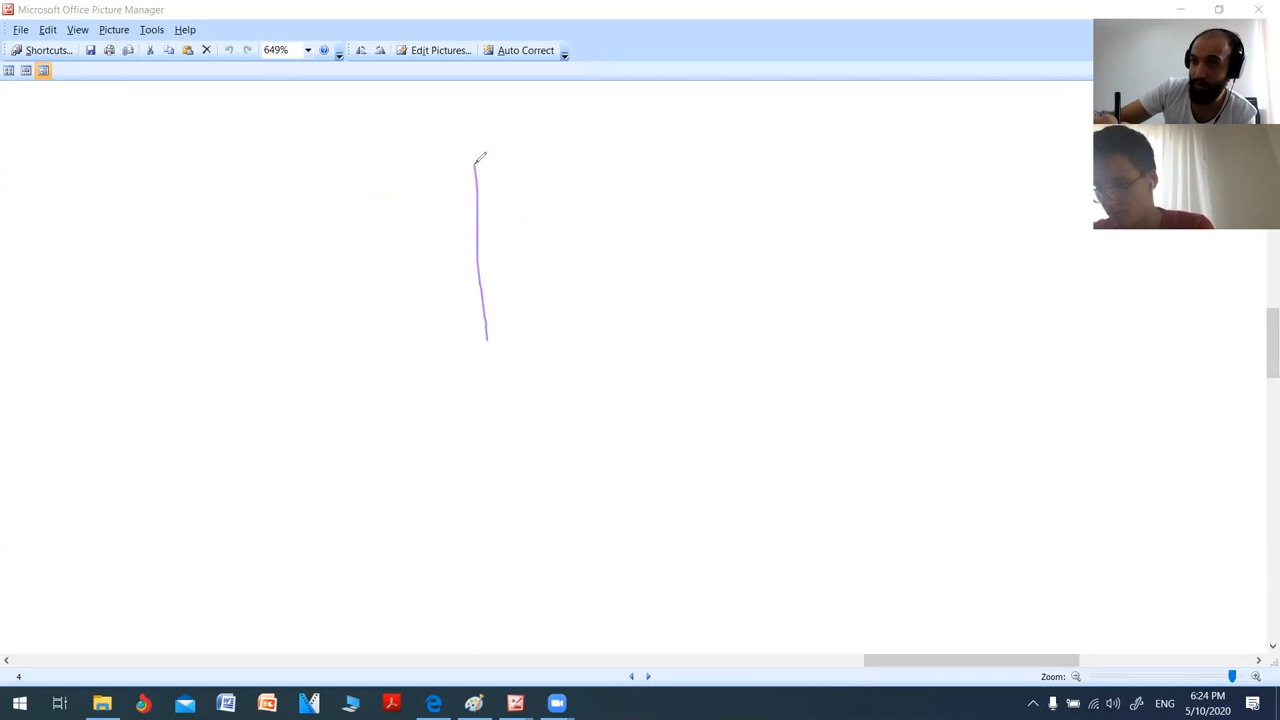 Microsoft Office Picture Manager
File Edit View Picture Tools Help
Shortcuts... 649% Edit Pictures... Auto Correct
4 Zoom:
ENG 6:24 PM
5/10/2020